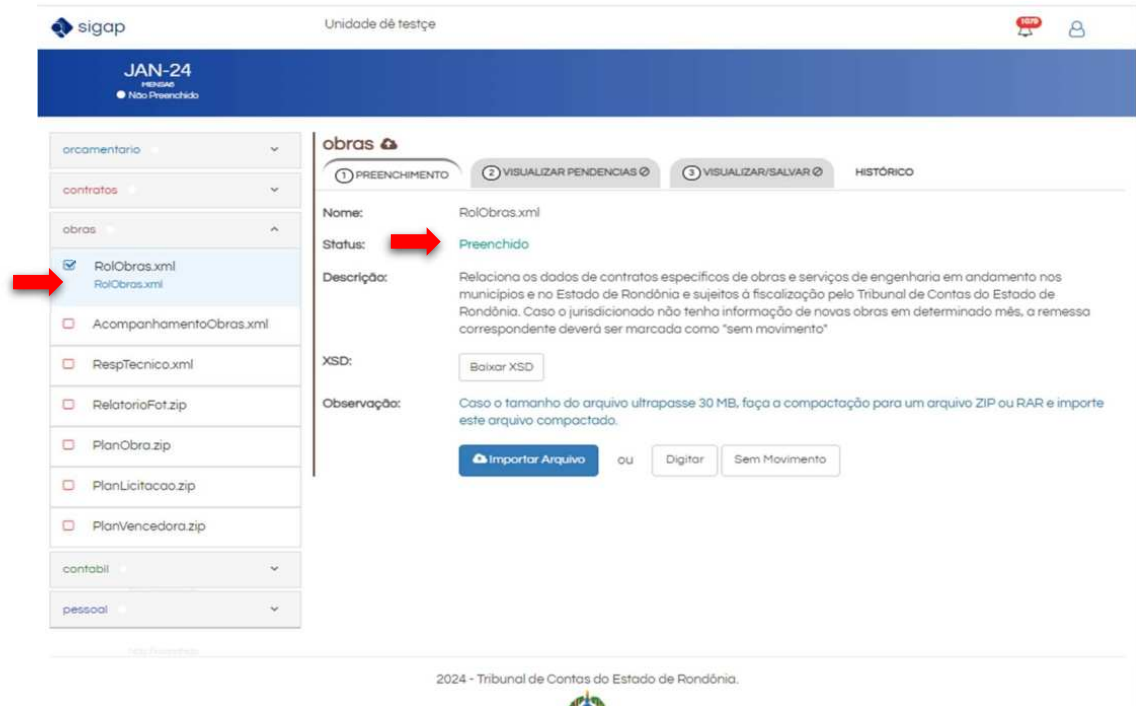 sigap
Unidade dê testçe
1079
JAN-24
MENSAL
Não Preenchido
orcamentario
contratos
obras
RolObras.xml
RolObras.xml
AcompanhamentoObras.xml
RespTecnico.xml
RelatorioFot.zip
PlanObra.zip
PlanLicitacao.zip
PlanVencedora.zip
contabil
pessoal
obras
1 PREENCHIMENTO
2 VISUALIZAR PENDENCIAS
3 VISUALIZAR/SALVAR
HISTÓRICO
Nome: RolObras.xml
Status: Preenchido
Descrição: Relaciona os dados de contratos específicos de obras e serviços de engenharia em andamento nos
municípios e no Estado de Rondônia e sujeitos à fiscalização pelo Tribunal de Contas do Estado de
Rondônia. Caso o jurisdicionado não tenha informação de novas obras em determinado mês, a remessa
correspondente deverá ser marcada como "sem movimento"
XSD: Baixar XSD
Observação: Caso o tamanho do arquivo ultrapasse 30 MB, faça a compactação para um arquivo ZIP ou RAR e importe
este arquivo compactado.
Importar Arquivo ou Digitar Sem Movimento
2024 - Tribunal de Contas do Estado de Rondônia.